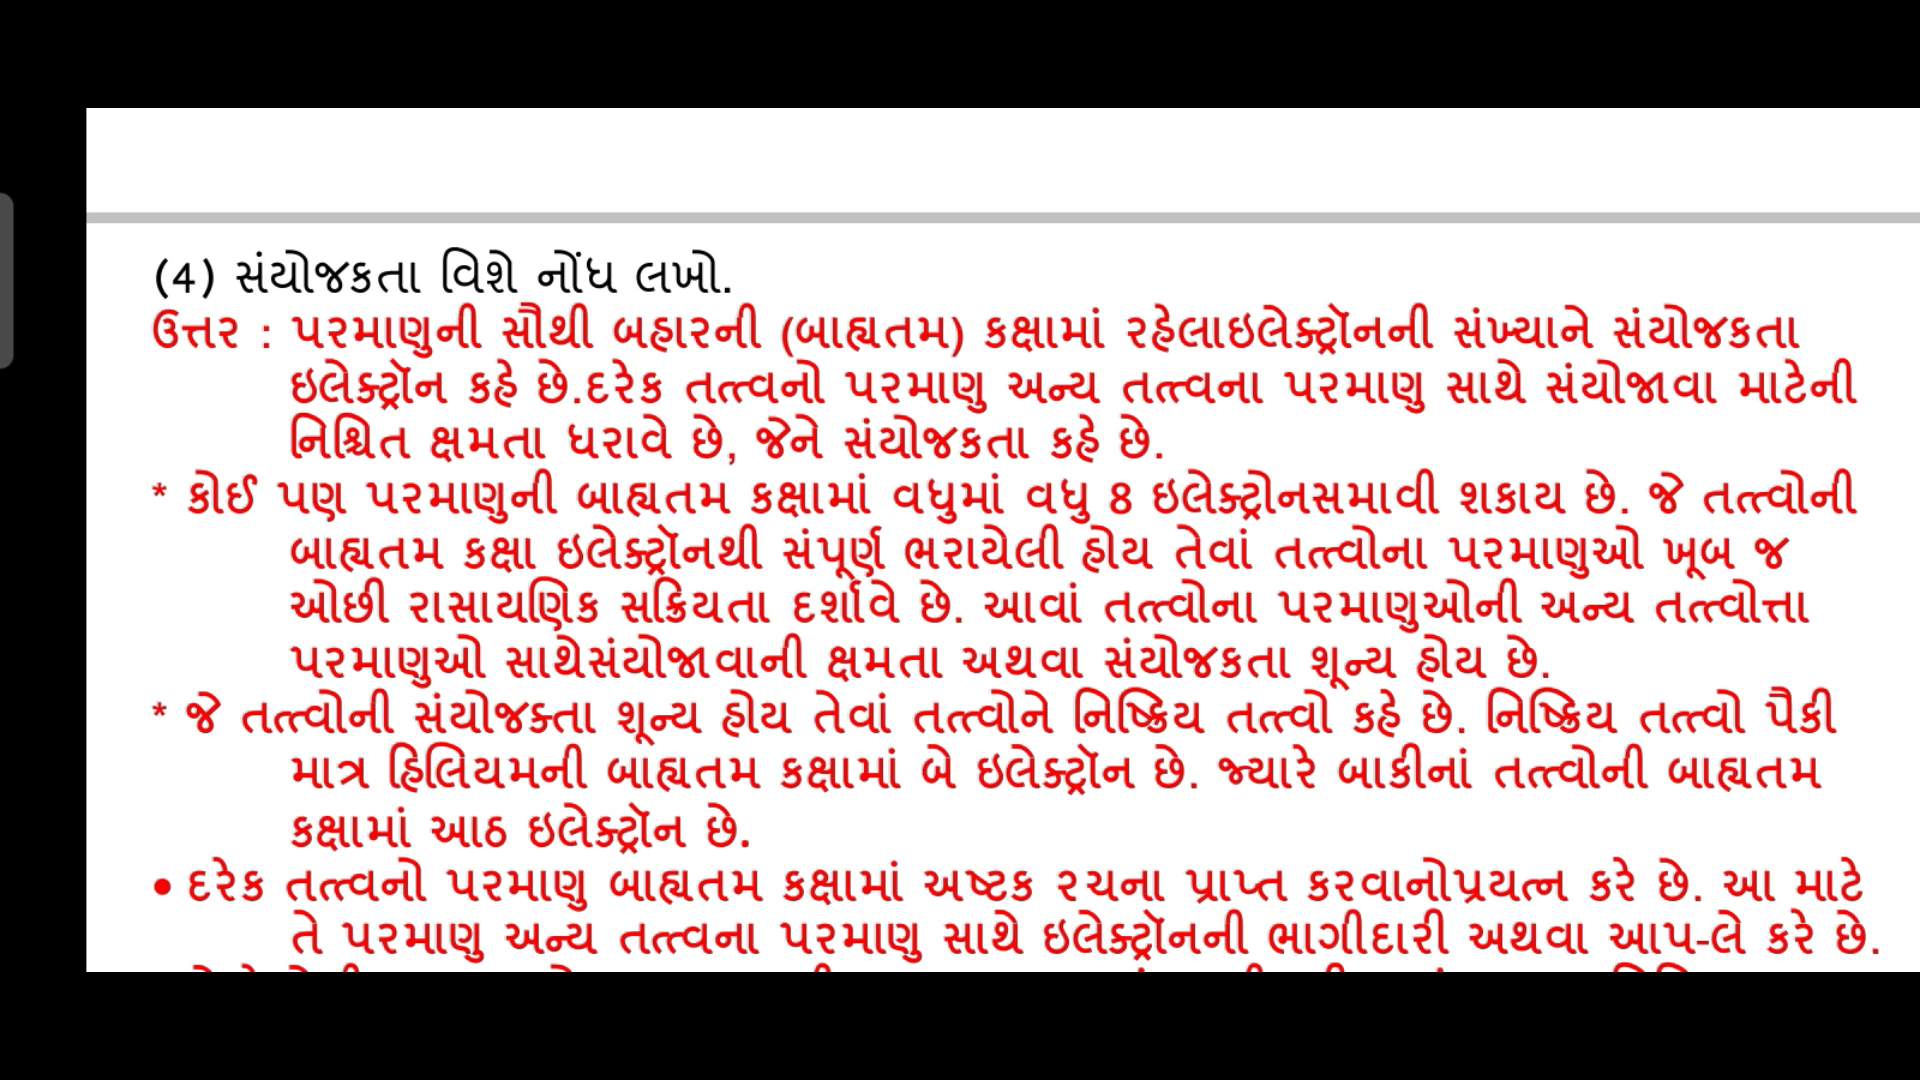 (4) સંયોજકતા વિશે નોંધ લખો.
ઉત્તર : પરમાણુની સૌથી બહારની (બાહ્યતમ) કક્ષામાં રહેલાઇલેક્ટ્રૉનની સંખ્યાને સંયોજકતા
ઇલેક્ટ્રૉન કહે છે.દરેક તત્ત્વનો પરમાણુ અન્ય તત્ત્વના પરમાણુ સાથે સંયોજાવા માટેની
નિશ્ચિત ક્ષમતા ધરાવે છે, જેને સંયોજકતા કહે છે.
* કોઈ પણ પરમાણુની બાહ્યતમ કક્ષામાં વધુમાં વધુ 8 ઇલેક્ટ્રોનસમાવી શકાય છે. જે તત્ત્વોની
બાહ્યતમ કક્ષા ઇલેક્ટ્રૉનથી સંપૂર્ણ ભરાયેલી હોય તેવાં તત્ત્વોના પરમાણુઓ ખૂબ જ
ઓછી રાસાયણિક સક્રિયતા દર્શાવે છે. આવાં તત્ત્વોના પરમાણુઓની અન્ય તત્ત્વોત્તા
પરમાણુઓ સાથેસંયોજાવાની ક્ષમતા અથવા સંયોજકતા શૂન્ય હોય છે.
* જે તત્ત્વોની સંયોજક્તા શૂન્ય હોય તેવાં તત્ત્વોને નિષ્ક્રિય તત્ત્વો કહે છે. નિષ્ક્રિય તત્ત્વો પૈકી
માત્ર હિલિયમની બાહ્યતમ કક્ષામાં બે ઇલેક્ટ્રૉન છે. જ્યારે બાકીનાં તત્ત્વોની બાહ્યતમ
કક્ષામાં આઠ ઇલેક્ટ્રૉન છે.
• દરેક તત્ત્વનો પરમાણુ બાહ્યતમ કક્ષામાં અષ્ટક રચના પ્રાપ્ત કરવાનોપ્રયત્ન કરે છે. આ માટે
તે પરમાણુ અન્ય તત્ત્વના પરમાણુ સાથે ઇલેક્ટ્રૉનની ભાગીદારી અથવા આપ-લે કરે છે.